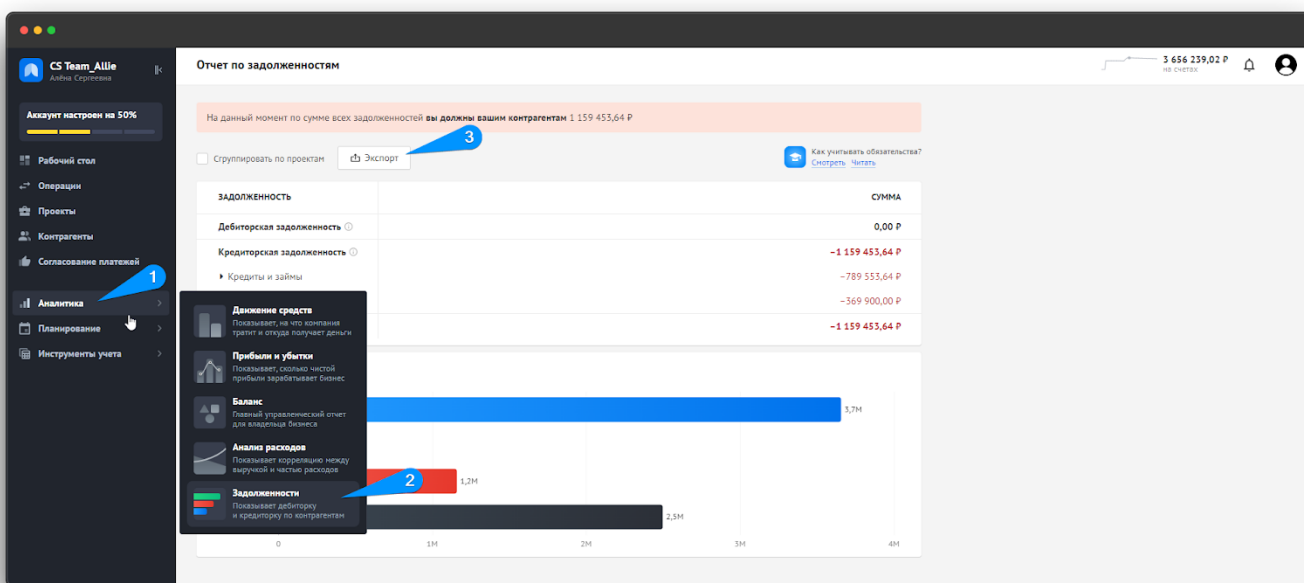 CS Team_Allie
Алёна Сергеевна
Аккаунт настроен на 50%
Рабочий стол
Операции
Проекты
Контрагенты
Согласование платежей
1
Аналитика
Планирование
Инструменты учета
Отчет по задолженностям
3 656 239,02 ₽
на счетах
На данный момент по сумме всех задолженностей вы должны вашим контрагентам 1 159 453,64 ₽
3
Сгруппировать по проектам
Экспорт
Как учитывать обязательства?
Смотреть Читать
ЗАДОЛЖЕННОСТЬ СУММА
Дебиторская задолженность 0,00 ₽
Кредиторская задолженность −1 159 453,64 ₽
Кредиты и займы −789 553,64 ₽
−369 900,00 ₽
−1 159 453,64 ₽
Движение средств
Показывает, на что компания
тратит и откуда получает деньги
Прибыли и убытки
Показывает, сколько чистой
прибыли зарабатывает бизнес
Баланс
Главный управленческий отчет
для владельца бизнеса
Анализ расходов
Показывает корреляцию между
выручкой и частью расходов
2
Задолженности
Показывает дебиторку
и кредиторку по контрагентам
3,7M
1,2M
2,5M
0 1M 2M 3M 4M